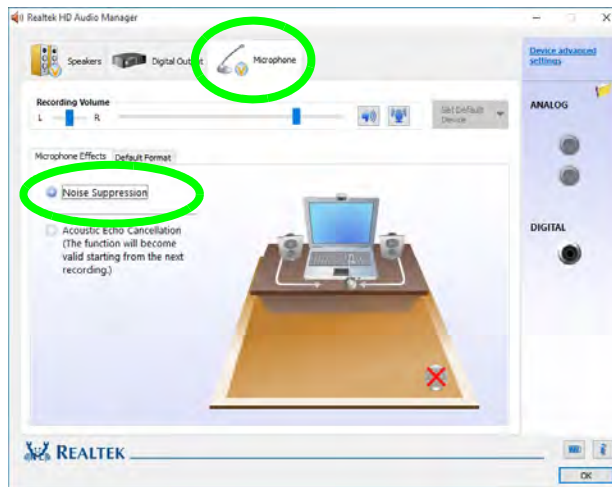 Realtek HD Audio Manager
Speakers
Digital Output
Microphone
Device advanced
settings
Recording Volume
L
R
Set Default
Device
ANALOG
Microphone Effects
Default Format
Noise Suppression
Acoustic Echo Cancellation
(The function will become
valid starting from the next
recording.)
DIGITAL
REALTEK
OK